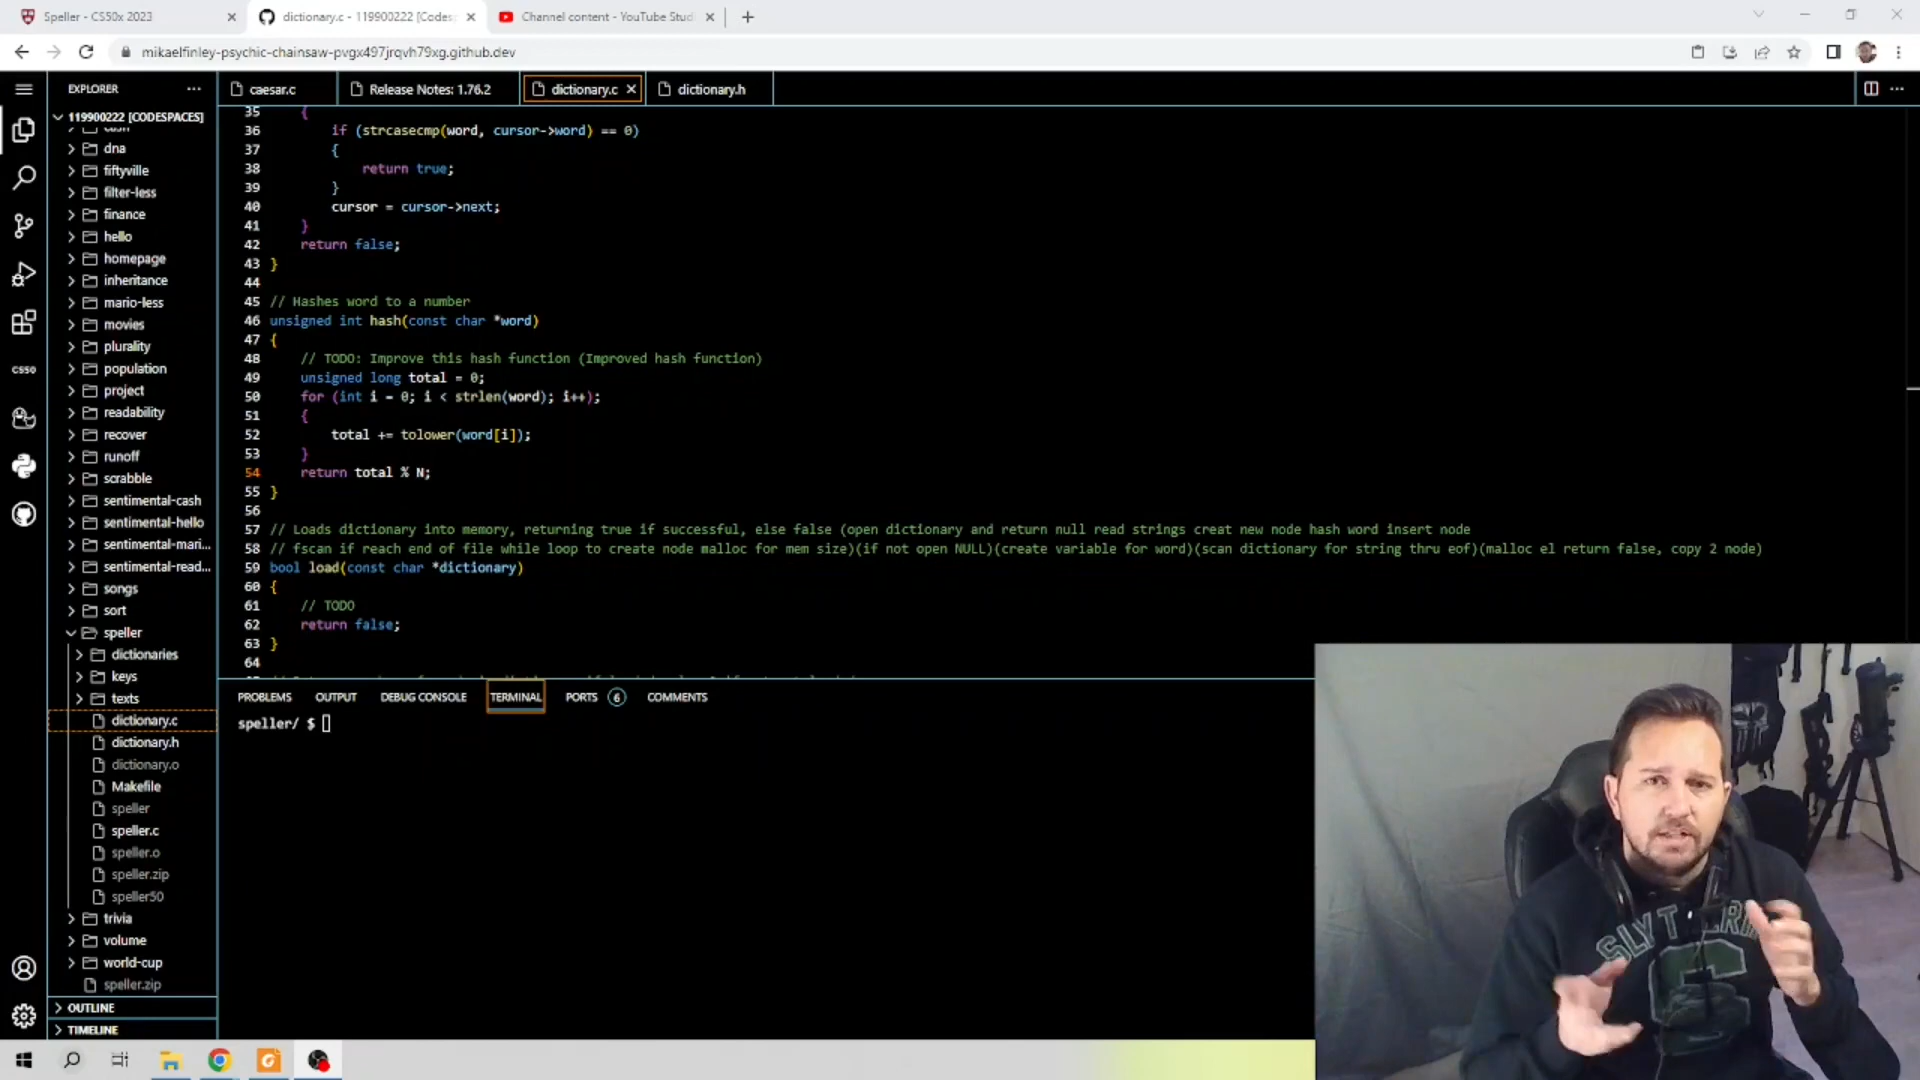 Speller - CS50x 2023
dictionary.c - 119900222 [Codesp
Channel content - YouTube Stud
mikaelfinley-psychic-chainsaw-pvgx497jrqvh79xg.github.dev
EXPLORER
caesar.c
Release Notes: 1.76.2
dictionary.c
dictionary.h
119900222 [CODESPACES]
cash
dna
fiftyville
filter-less
finance
hello
homepage
inheritance
mario-less
movies
plurality
population
project
readability
recover
runoff
scrabble
sentimental-cash
sentimental-hello
sentimental-mari...
sentimental-read...
songs
sort
speller
dictionaries
keys
texts
dictionary.c
dictionary.h
dictionary.o
Makefile
speller
speller.c
speller.o
speller.zip
speller50
trivia
volume
world-cup
speller.zip
OUTLINE
TIMELINE
CS50
35 {
36 if (strcasecmp(word, cursor->word) == 0)
37 {
38 return true;
39 }
40 cursor = cursor->next;
41 }
42 return false;
43 }
44
45 // Hashes word to a number
46 unsigned int hash(const char *word)
47 {
48 // TODO: Improve this hash function (Improved hash function)
49 unsigned long total = 0;
50 for (int i = 0; i < strlen(word); i++);
51 {
52 total += tolower(word[i]);
53 }
54 return total % N;
55 }
56
57 // Loads dictionary into memory, returning true if successful, else false (open dictionary and return null read strings creat new node hash word insert node
58 // fscan if reach end of file while loop to create node malloc for mem size)(if not open NULL)(create variable for word)(scan dictionary for string thru eof)(malloc el return false, copy 2 node)
59 bool load(const char *dictionary)
60 {
61 // TODO
62 return false;
63 }
64
PROBLEMS OUTPUT DEBUG CONSOLE TERMINAL PORTS 6 COMMENTS
speller/ $